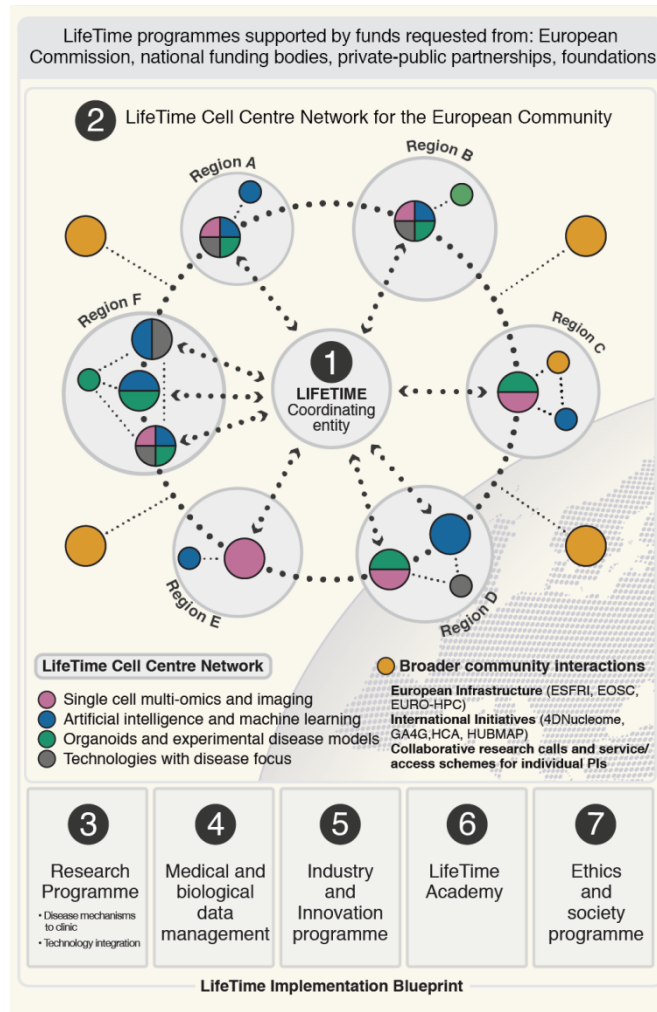 LifeTime programmes supported by funds requested from: European
Commission, national funding bodies, private-public partnerships, foundations
2 LifeTime Cell Centre Network for the European Community
Region A
Region B
Region F
Region C
1
LIFETIME
Coordinating
entity
Region E
Region D
LifeTime Cell Centre Network
Single cell multi-omics and imaging
Artificial intelligence and machine learning
Organoids and experimental disease models
Technologies with disease focus
Broader community interactions
European Infrastructure (ESFRI, EOSC,
EURO-HPC)
International Initiatives (4DNucleome,
GA4G,HCA, HUBMAP)
Collaborative research calls and service/
access schemes for individual PIs
3
Research
Programme
• Disease mechanisms
to clinic
• Technology integration
4
Medical and
biological
data
management
5
Industry
and
Innovation
programme
6
LifeTime
Academy
7
Ethics
and
society
programme
LifeTime Implementation Blueprint